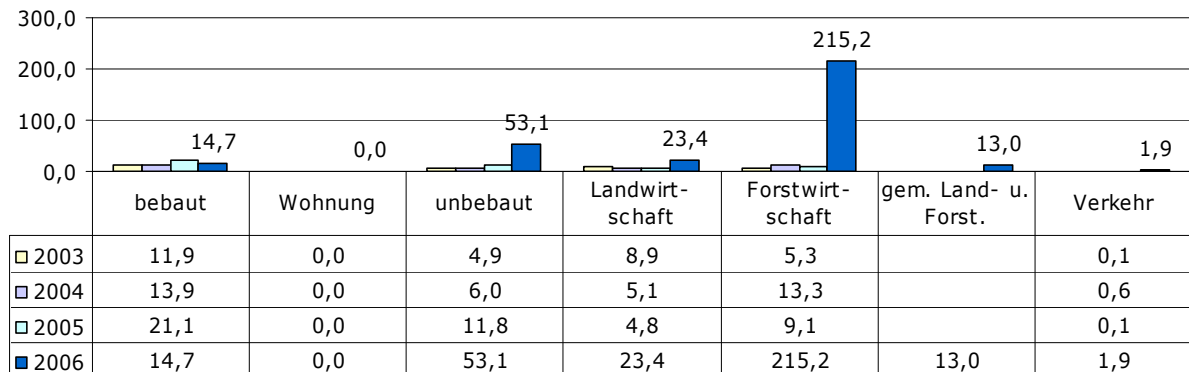 300,0
215,2
200,0
100,0
53,1
14,7
23,4
0,0
13,0
1,9
0,0
bebaut Wohnung unbebaut Landwirt-schaft Forstwirt-schaft gem. Land- u. Forst. Verkehr
2003 11,9 0,0 4,9 8,9 5,3 0,1
2004 13,9 0,0 6,0 5,1 13,3 0,6
2005 21,1 0,0 11,8 4,8 9,1 0,1
2006 14,7 0,0 53,1 23,4 215,2 13,0 1,9